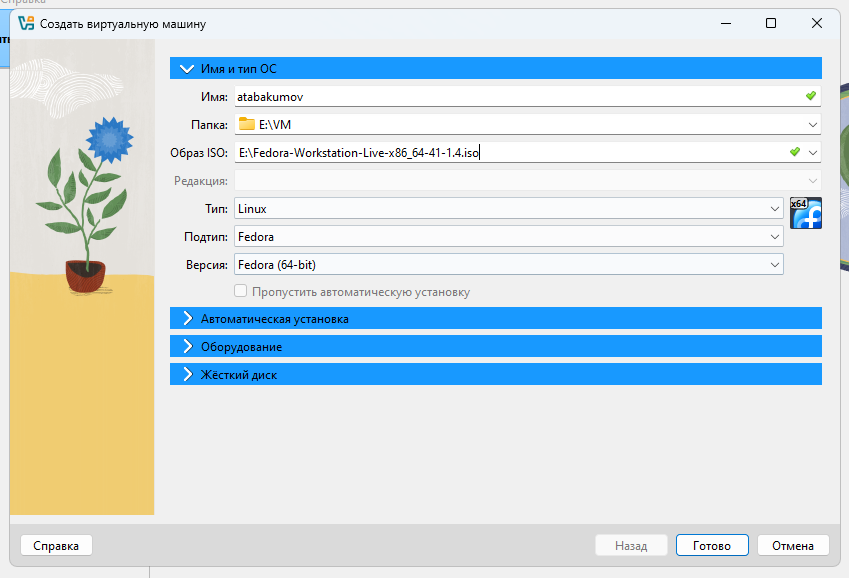 Справка
Создать виртуальную машину
Имя и тип ОС
Имя: atabakumov
Папка: E:\VM
Образ ISO: E:\Fedora-Workstation-Live-x86_64-41-1.4.iso
Редакция:
Тип: Linux
x64
Подтип: Fedora
Версия: Fedora (64-bit)
Пропустить автоматическую установку
Автоматическая установка
Оборудование
Жёсткий диск
Справка Назад Готово Отмена